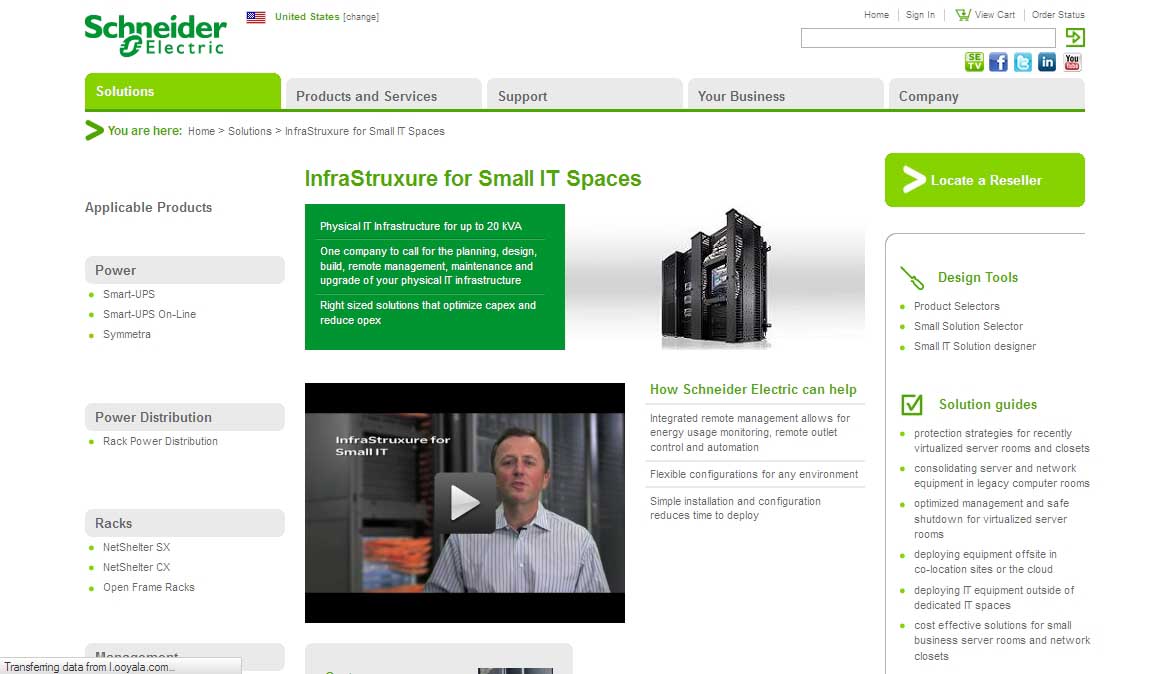 Schneider
Electric
United States [change]
Home
Sign In
View Cart
Order Status
SE
TV
f
in
You
Tube
Solutions
Products and Services
Support
Your Business
Company
You are here: Home > Solutions > InfraStruxure for Small IT Spaces
Applicable Products
Power
Smart-UPS
Smart-UPS On-Line
Symmetra
Power Distribution
Rack Power Distribution
Racks
NetShelter SX
NetShelter CX
Open Frame Racks
Management
Transferring data from l.ooyala.com...
InfraStruxure for Small IT Spaces
Physical IT Infrastructure for up to 20 kVA
One company to call for the planning, design,
build, remote management, maintenance and
upgrade of your physical IT infrastructure
Right sized solutions that optimize capex and
reduce opex
InfraStruxure for
Small IT
How Schneider Electric can help
Integrated remote management allows for
energy usage monitoring, remote outlet
control and automation
Flexible configurations for any environment
Simple installation and configuration
reduces time to deploy
Locate a Reseller
Design Tools
Product Selectors
Small Solution Selector
Small IT Solution designer
Solution guides
protection strategies for recently
virtualized server rooms and closets
consolidating server and network
equipment in legacy computer rooms
optimized management and safe
shutdown for virtualized server
rooms
deploying equipment offsite in
co-location sites or the cloud
deploying IT equipment outside of
dedicated IT spaces
cost effective solutions for small
business server rooms and network
closets